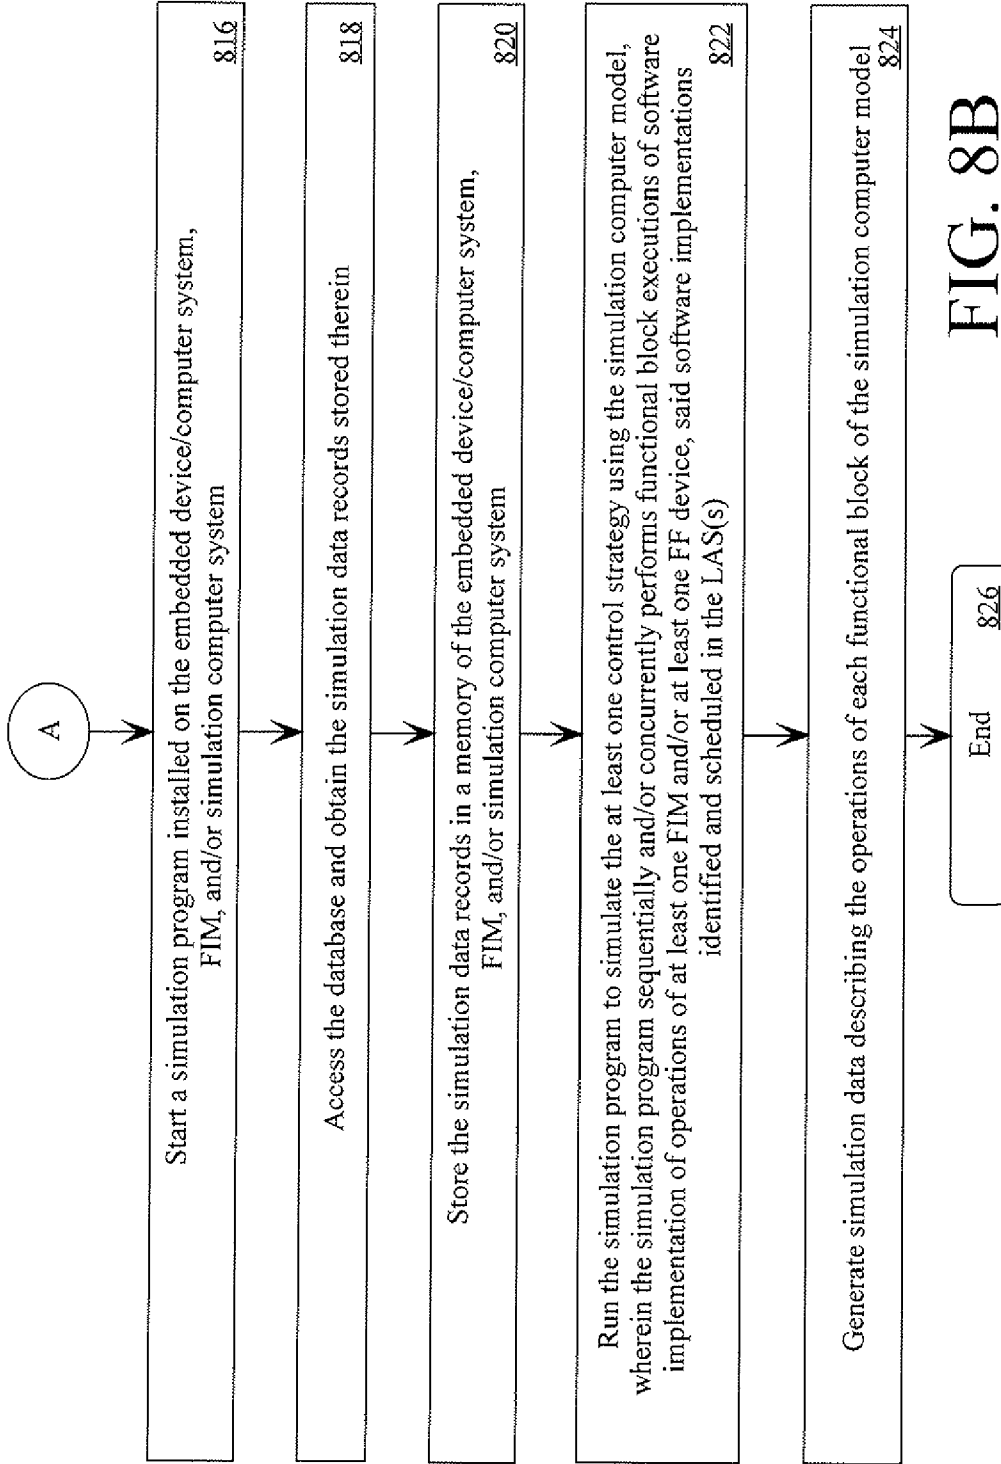 A
Start a simulation program installed on the embedded device/computer system,
FIM, and/or simulation computer system
816
Access the database and obtain the simulation data records stored therein
818
Store the simulation data records in a memory of the embedded device/computer system,
FIM, and/or simulation computer system
820
Run the simulation program to simulate the at least one control strategy using the simulation computer model,
wherein the simulation program sequentially and/or concurrently performs functional block executions of software
implementation of operations of at least one FIM and/or at least one FF device, said software implementations
identified and scheduled in the LAS(s)
822
Generate simulation data describing the operations of each functional block of the simulation computer model
824
End
826
FIG. 8B